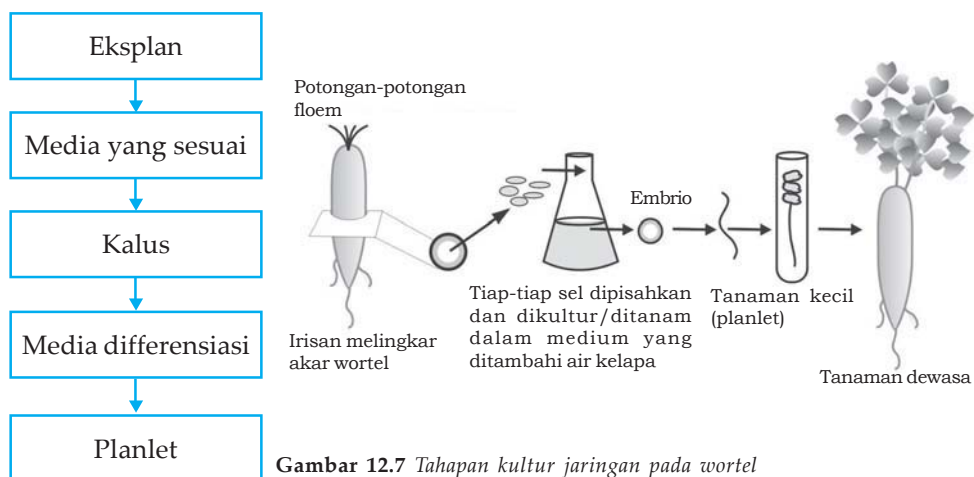 Eksplan
Media yang sesuai
Kalus
Media differensiasi
Planlet
Potongan-potongan
floem
Irisan melingkar
akar wortel
Tiap-tiap sel dipisahkan
dan dikultur/ditanam
dalam medium yang
ditambahi air kelapa
Embrio
Tanaman kecil
(planlet)
Tanaman dewasa
Gambar 12.7 Tahapan kultur jaringan pada wortel